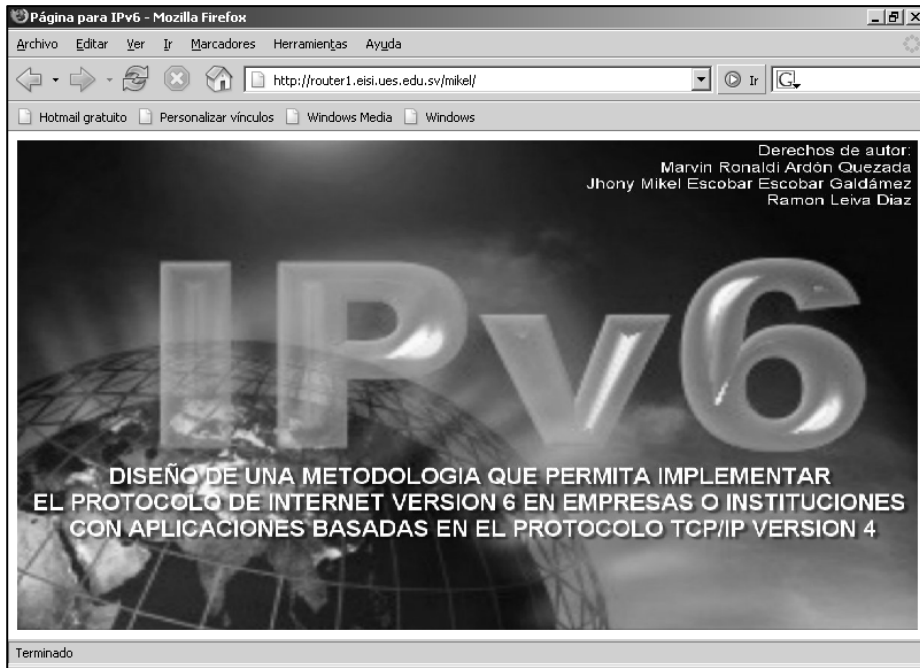 Página para IPv6 - Mozilla Firefox
Archivo Editar Ver Ir Marcadores Herramientas Ayuda
http://router1.eisi.ues.edu.sv/mikel/ Ir G
Hotmail gratuito Personalizar vínculos Windows Media Windows
Derechos de autor:
Marvin Ronaldi Ardón Quezada
Jhony Mikel Escobar Escobar Galdámez
Ramon Leiva Diaz
IPv6
DISEÑO DE UNA METODOLOGIA QUE PERMITA IMPLEMENTAR
EL PROTOCOLO DE INTERNET VERSION 6 EN EMPRESAS O INSTITUCIONES
CON APLICACIONES BASADAS EN EL PROTOCOLO TCP/IP VERSION 4
Terminado